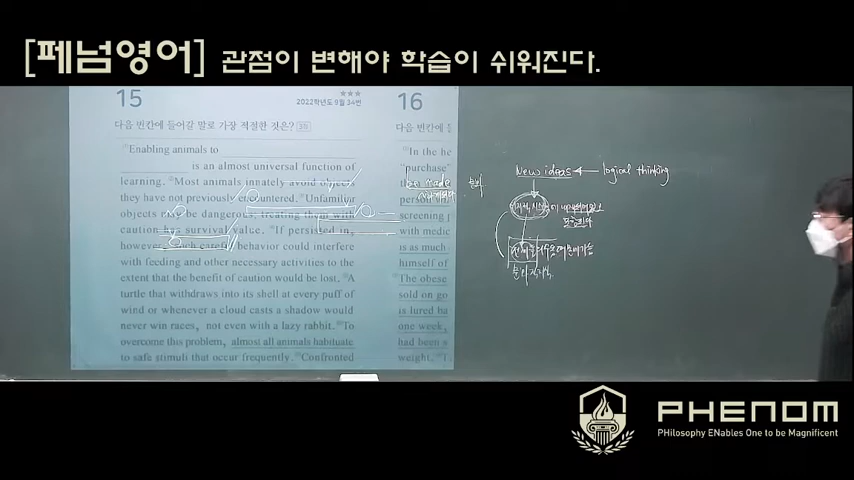 [페넘영어] 관점이 변해야 학습이 쉬워진다.
15
★★★
2022학년도 9월 34번
다음 빈칸에 들어갈 말로 가장 적절한 것은?
Enabling animals to
is an almost universal function of
learning. Most animals innately avoid objects
they have not previously encountered. Unfamiliar
objects may be dangerous, treating them with
caution has survival value. If persisted in,
however, such careful behavior could interfere
with feeding and other necessary activities to the
extent that the benefit of caution would be lost. A
turtle that withdraws into its shell at every puff of
wind or whenever a cloud casts a shadow would
never win races, not even with a lazy rabbit. To
overcome this problem, almost all animals habituate
to safe stimuli that occur frequently. Confronted
16
다음 빈칸에
In the he
"purchase
per
screening
with medic
is as much
himself of
The obese
sold on go
is lured ba
one week,
had been s
weight. I
be made
New ideas ← logical thinking
PHENOM
PHilosophy ENables One to be Magnificent